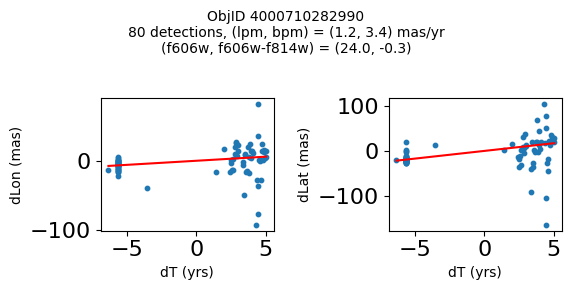 ObjID 4000710282990
80 detections, (lpm, bpm) = (1.2, 3.4) mas/yr
(f606w, f606w-f814w) = (24.0, -0.3)
dLon (mas)
0
−100
−5
0
5
dT (yrs)
dLat (mas)
100
0
−100
−5
0
5
dT (yrs)